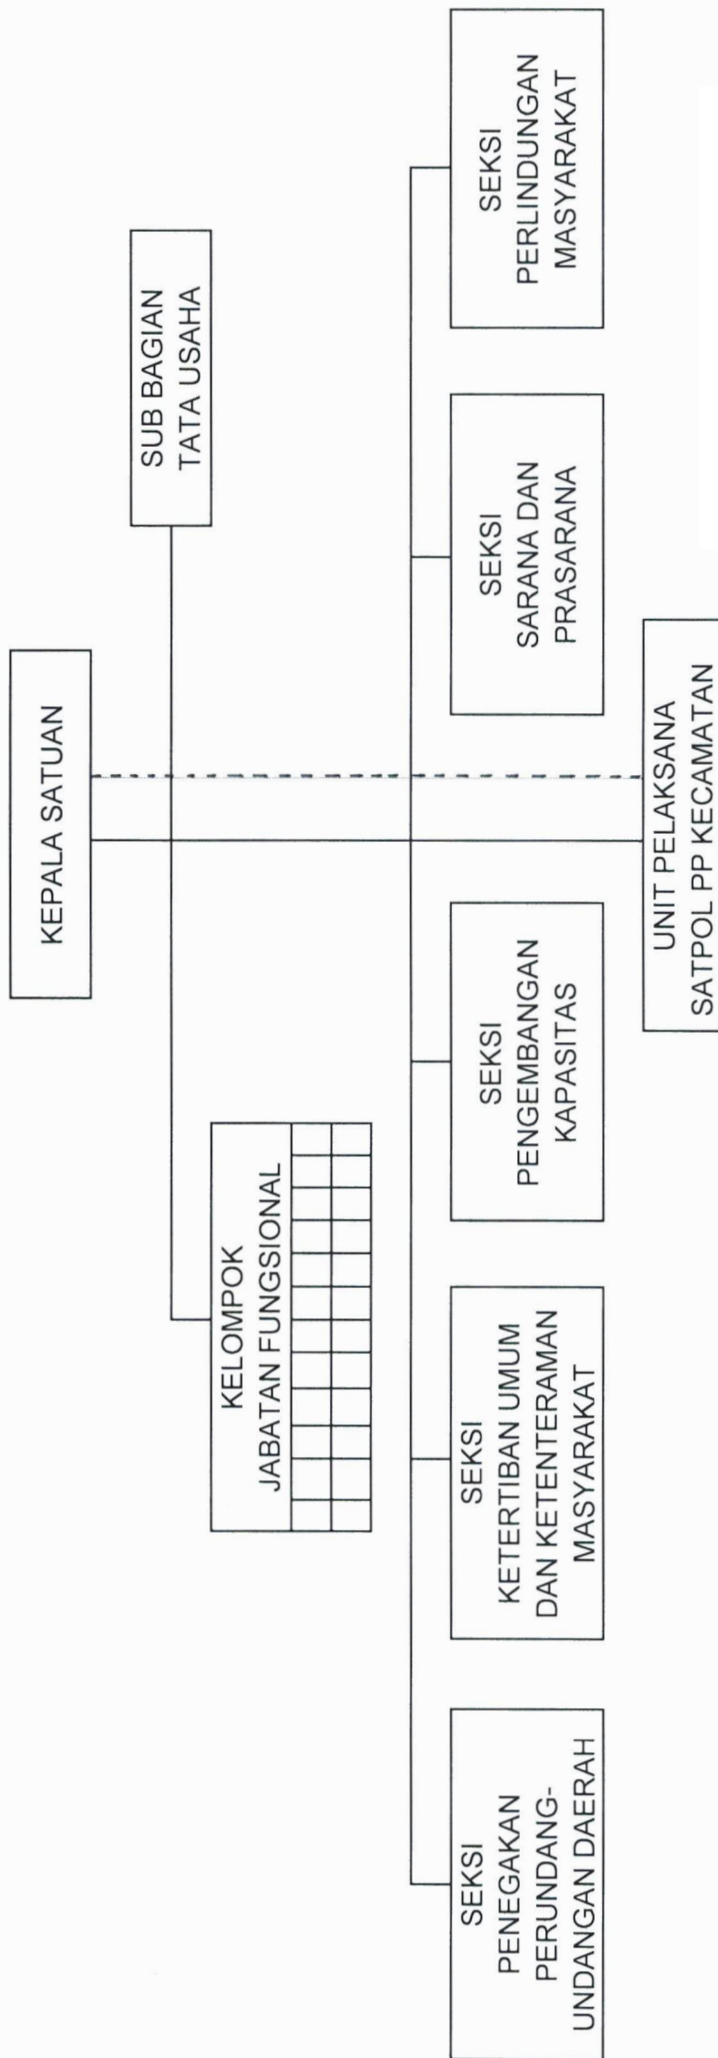 KEPALA SATUAN
SUB BAGIAN
TATA USAHA
KELOMPOK
JABATAN FUNGSIONAL
SEKSI
PENEGAKAN
PERUNDANG-
UNDANGAN DAERAH
SEKSI
KETERTIBAN UMUM
DAN KETENTERAMAN
MASYARAKAT
SEKSI
PENGEMBANGAN
KAPASITAS
SEKSI
SARANA DAN
PRASARANA
SEKSI
PERLINDUNGAN
MASYARAKAT
UNIT PELAKSANA
SATPOL PP KECAMATAN